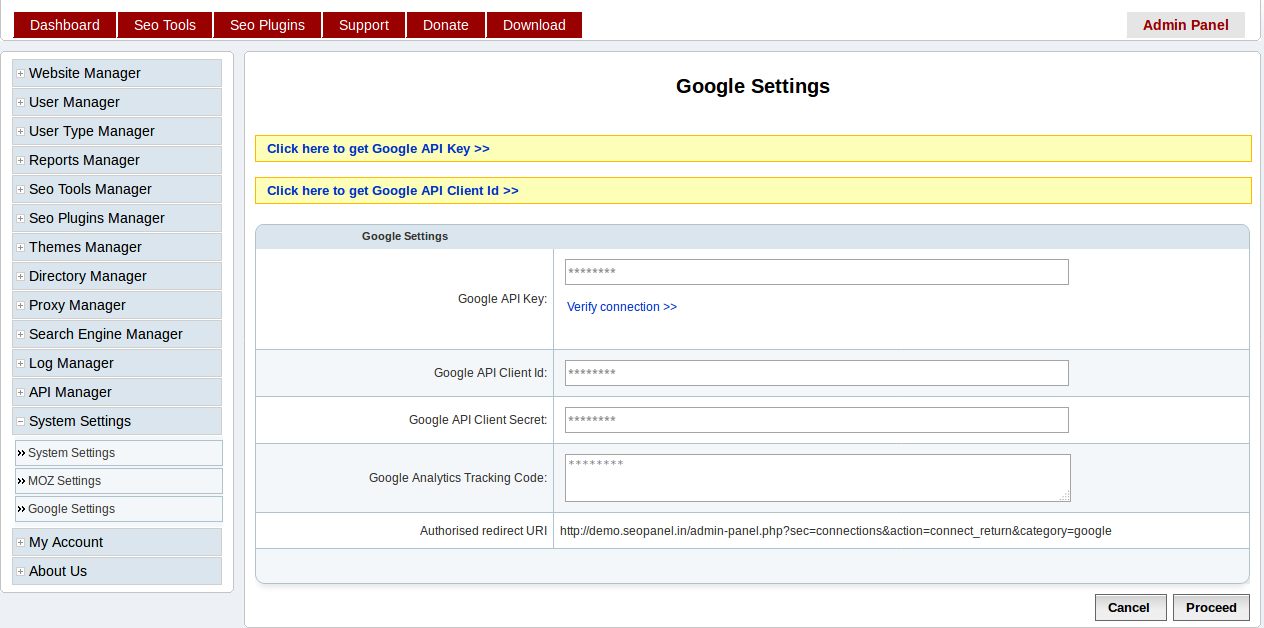 Dashboard Seo Tools Seo Plugins Support Donate Download Admin Panel
Website Manager
User Manager
User Type Manager
Reports Manager
Seo Tools Manager
Seo Plugins Manager
Themes Manager
Directory Manager
Proxy Manager
Search Engine Manager
Log Manager
API Manager
System Settings
System Settings
MOZ Settings
Google Settings
My Account
About Us
Google Settings
Click here to get Google API Key >>
Click here to get Google API Client Id >>
Google Settings
Google API Key: ********
Verify connection >>
Google API Client Id: ********
Google API Client Secret: ********
Google Analytics Tracking Code: ********
Authorised redirect URI http://demo.seopanel.in/admin-panel.php?sec=connections&action=connect_return&category=google
Cancel Proceed